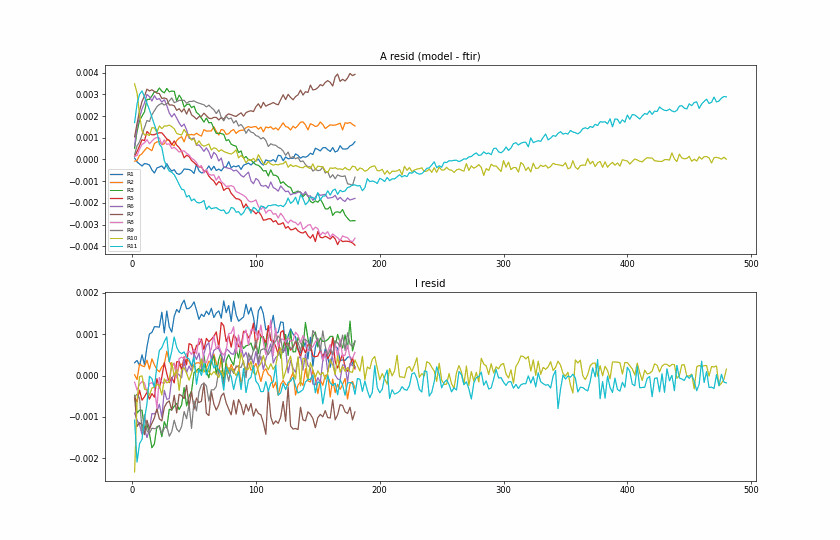 A resid (model - ftir)
0.004
0.003
0.002
0.001
0.000
−0.001
−0.002
−0.003
−0.004
R1
R2
R3
R5
R6
R7
R8
R9
R10
R11
0 100 200 300 400 500
I resid
0.002
0.001
0.000
−0.001
−0.002
0 100 200 300 400 500